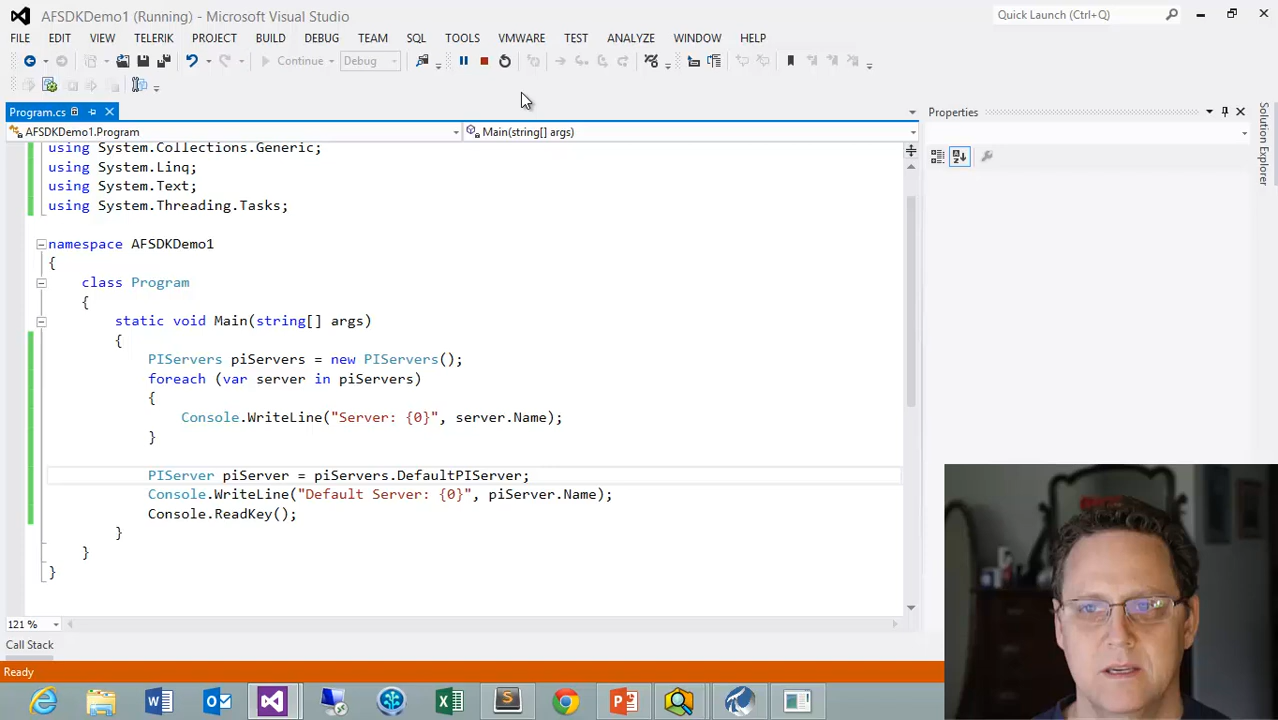 AFSDKDemo1 (Running) - Microsoft Visual Studio
Quick Launch (Ctrl+Q)
FILE EDIT VIEW TELERIK PROJECT BUILD DEBUG TEAM SQL TOOLS VMWARE TEST ANALYZE WINDOW HELP
Continue Debug
Program.cs
Properties
Solution Explorer
AFSDKDemo1.Program
Main(string[] args)
using System.Collections.Generic;
using System.Linq;
using System.Text;
using System.Threading.Tasks;
namespace AFSDKDemo1
{
class Program
{
static void Main(string[] args)
{
PIServers piServers = new PIServers();
foreach (var server in piServers)
{
Console.WriteLine("Server: {0}", server.Name);
}
PIServer piServer = piServers.DefaultPIServer;
Console.WriteLine("Default Server: {0}", piServer.Name);
Console.ReadKey();
}
}
}
121 %
Call Stack
Ready